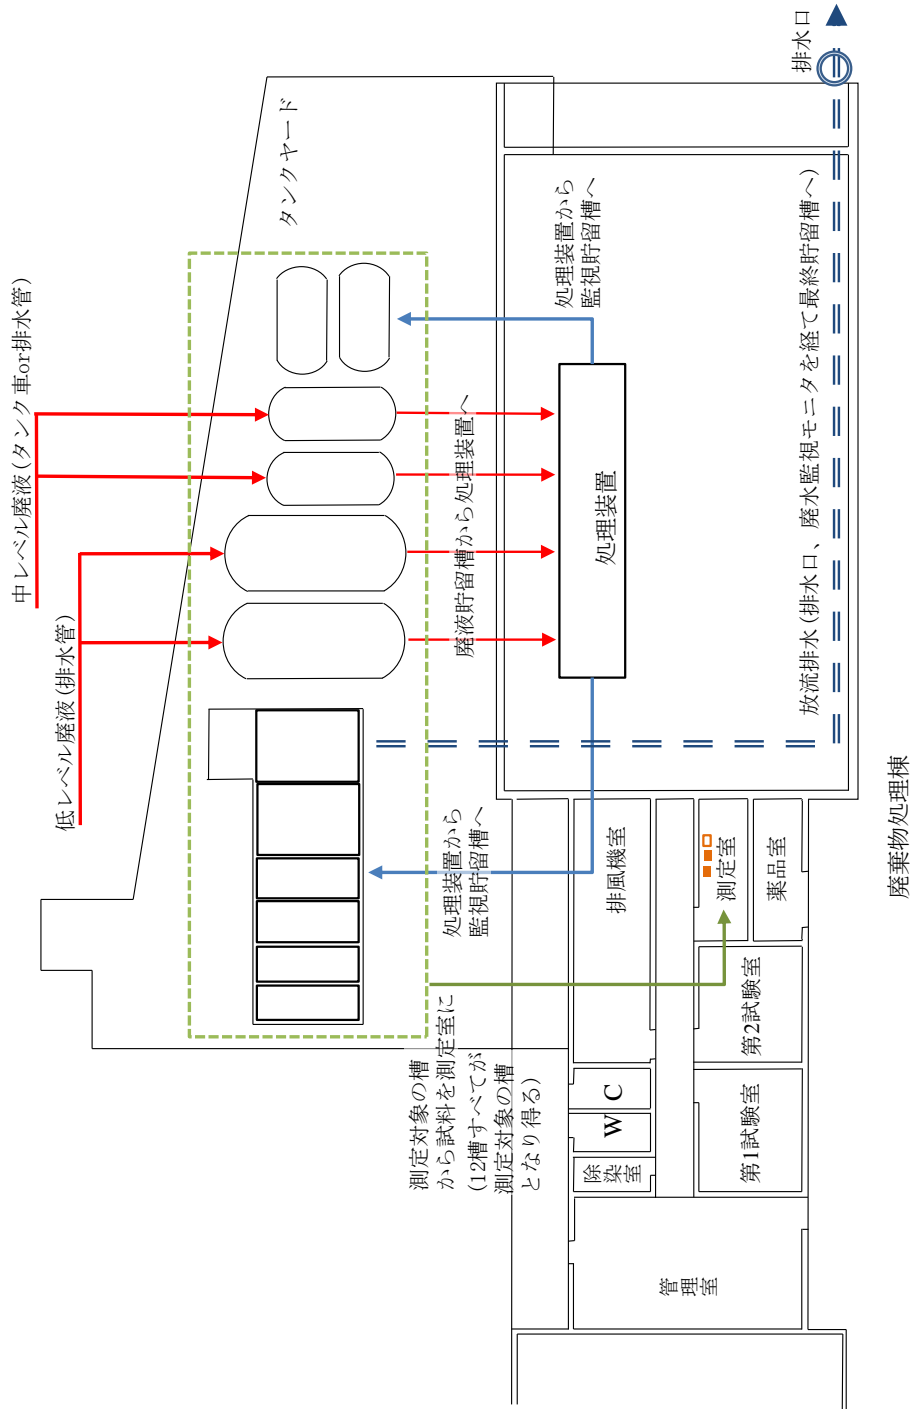 中レベル廃液(タンク車or排水管)
低レベル廃液(排水管)
タンクヤード
排水口
処理装置から
監視貯留槽へ
廃液貯留槽から処理装置へ
処理装置
放流排水(排水口、廃水監視モニタを経て最終貯留槽へ)
処理装置から
監視貯留槽へ
測定対象の槽
から試料を測定室に
(12槽すべてが
測定対象の槽
となり得る)
排風機室
測定室
薬品室
第2試験室
第1試験室
W C
除染室
管理室
廃棄物処理棟